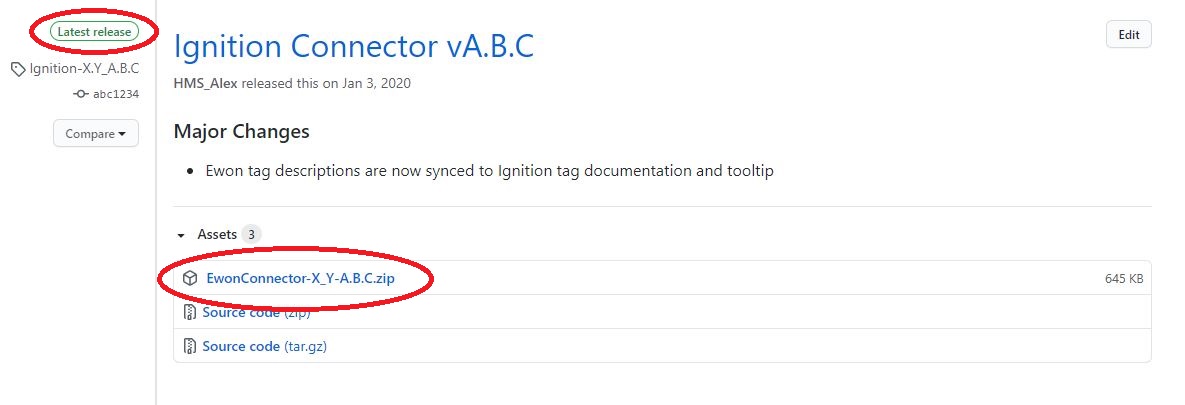 Latest release
Ignition-X.Y_A.B.C
abc1234
Compare
Ignition Connector vA.B.C
Edit
HMS_Alex released this on Jan 3, 2020
Major Changes
Ewon tag descriptions are now synced to Ignition tag documentation and tooltip
Assets 3
EwonConnector-X_Y-A.B.C.zip 645 KB
Source code (zip)
Source code (tar.gz)